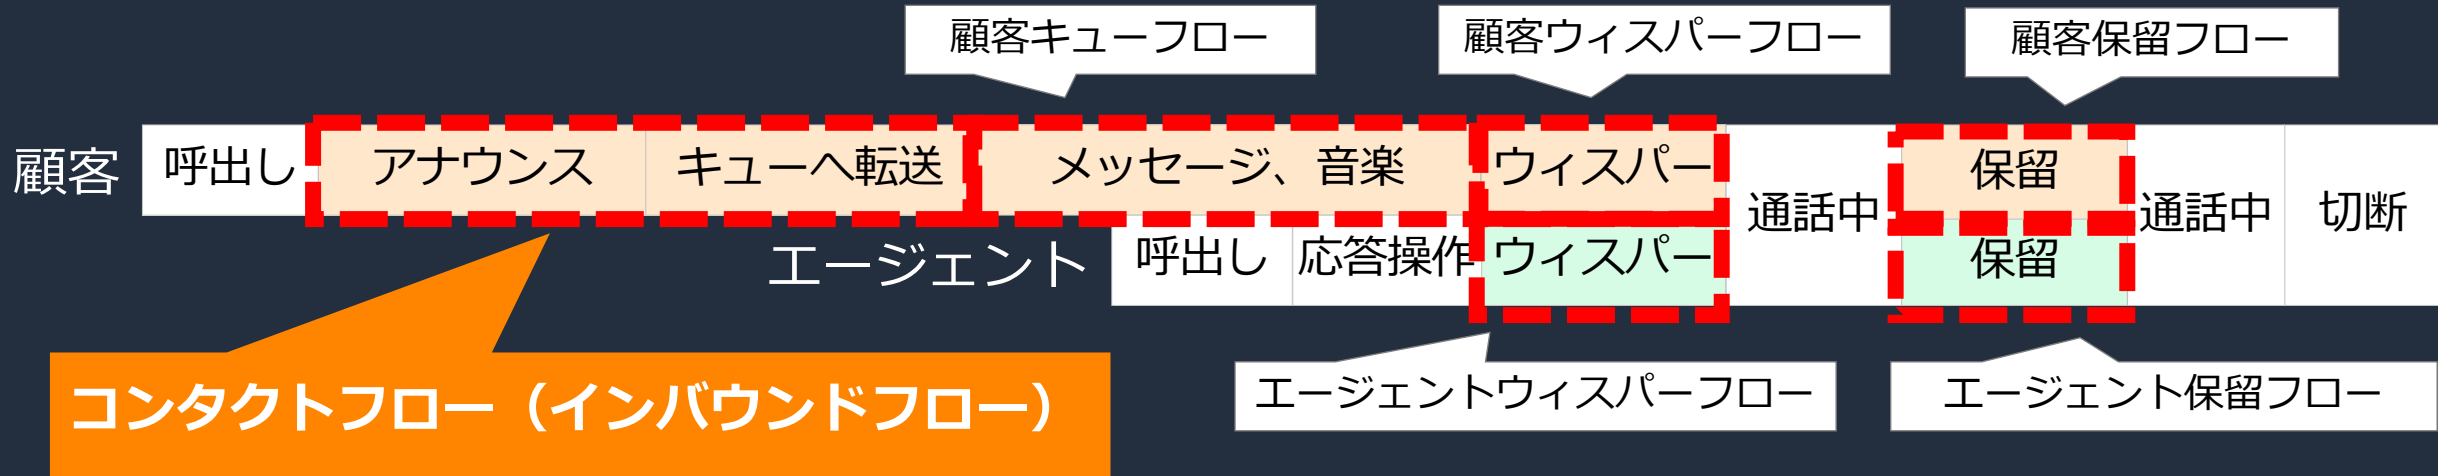 顧客キューフロー
顧客ウィスパーフロー
顧客保留フロー
顧客
呼出し
アナウンス
キューへ転送
メッセージ、音楽
ウィスパー
通話中
保留
通話中
切断
エージェント
呼出し
応答操作
ウィスパー
保留
エージェントウィスパーフロー
エージェント保留フロー
コンタクトフロー（インバウンドフロー）